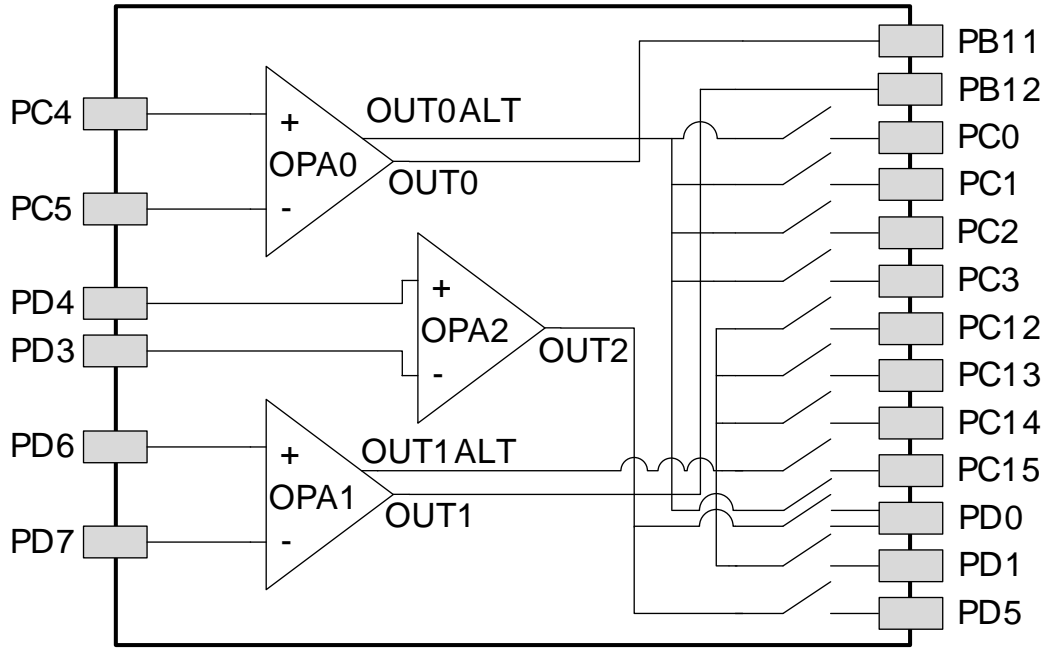 PC4
PC5
PD4
PD3
PD6
PD7
+
OPA0
-
OUT0ALT
OUT0
+
OPA2
-
OUT2
+
OPA1
-
OUT1ALT
OUT1
PB11
PB12
PC0
PC1
PC2
PC3
PC12
PC13
PC14
PC15
PD0
PD1
PD5